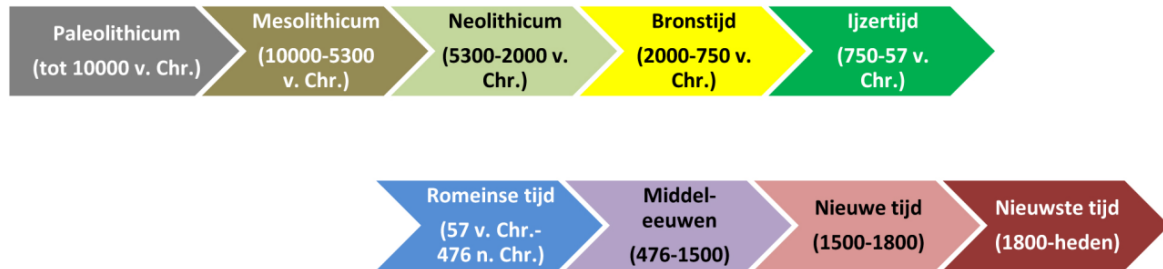 Paleolithicum
(tot 10000 v. Chr.)
Mesolithicum
(10000-5300
v. Chr.)
Neolithicum
(5300-2000 v.
Chr.)
Bronstijd
(2000-750 v.
Chr.)
Ijzertijd
(750-57 v.
Chr.)
Romeinse tijd
(57 v. Chr.-
476 n. Chr.)
Middel-
eeuwen
(476-1500)
Nieuwe tijd
(1500-1800)
Nieuwste tijd
(1800-heden)